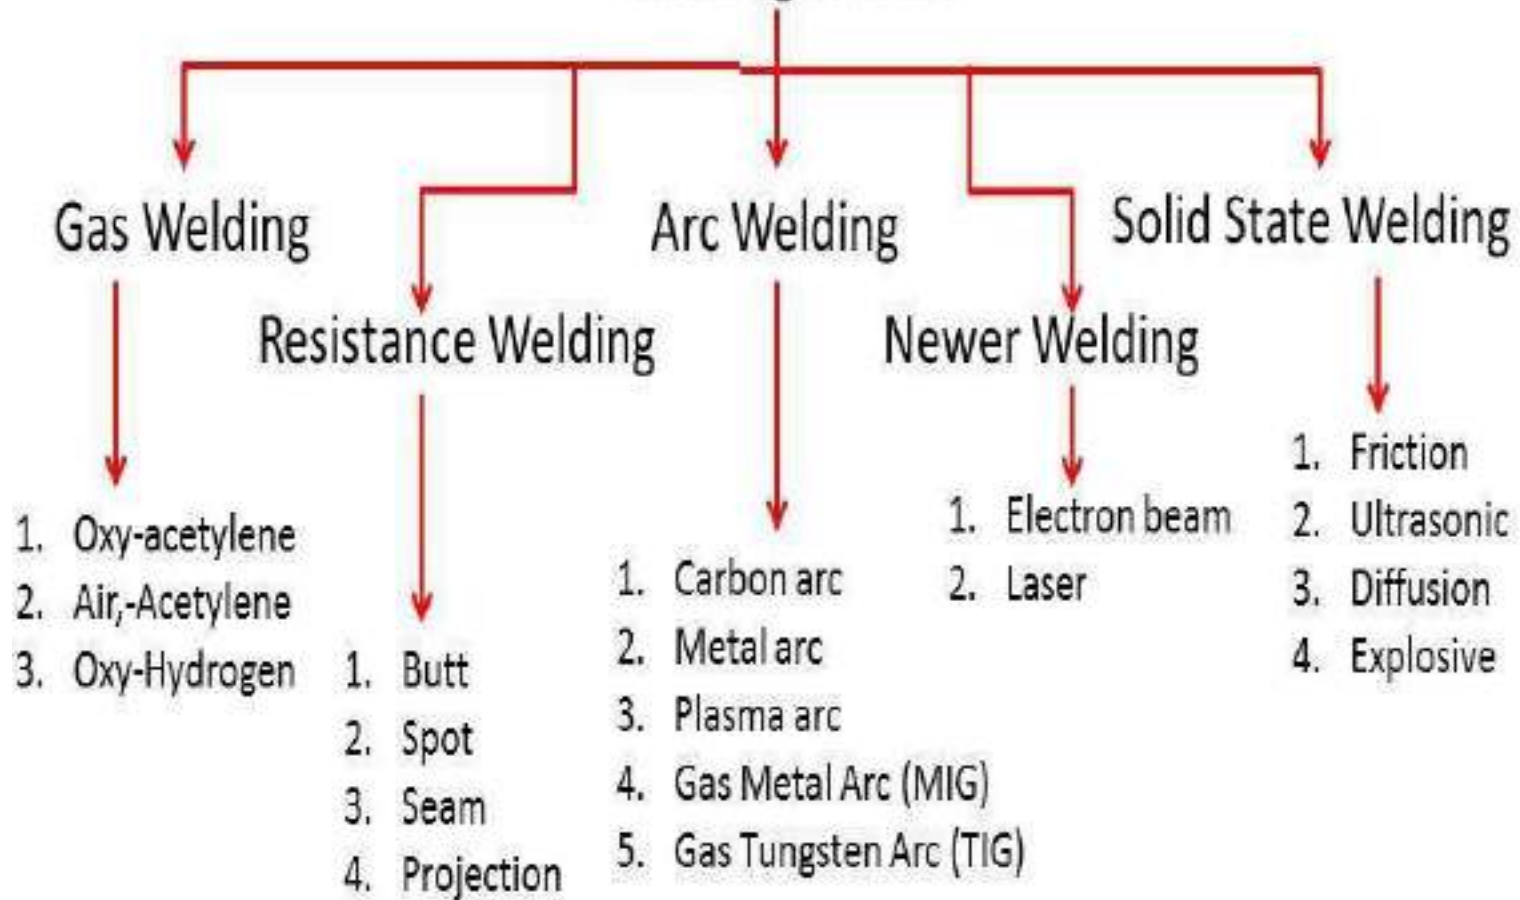 Gas Welding
Resistance Welding
Arc Welding
Newer Welding
Solid State Welding
1. Oxy-acetylene
2. Air,-Acetylene
3. Oxy-Hydrogen
1. Butt
2. Spot
3. Seam
4. Projection
1. Carbon arc
2. Metal arc
3. Plasma arc
4. Gas Metal Arc (MIG)
5. Gas Tungsten Arc (TIG)
1. Electron beam
2. Laser
1. Friction
2. Ultrasonic
3. Diffusion
4. Explosive